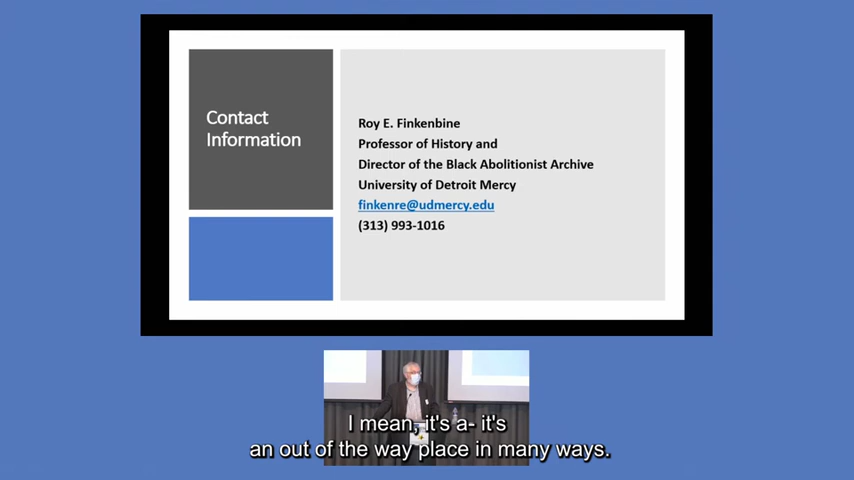 Contact
Information
Roy E. Finkenbine
Professor of History and
Director of the Black Abolitionist Archive
University of Detroit Mercy
finkenre@udmercy.edu
(313) 993-1016
I mean, it's a- it's
an out of the way place in many ways.